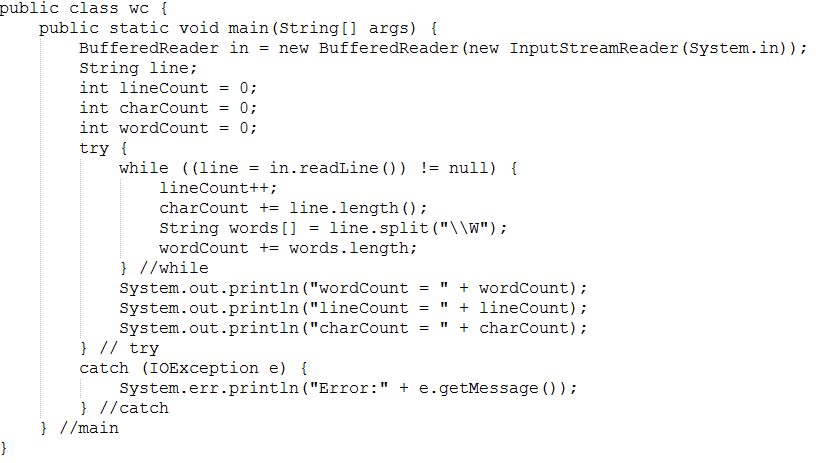 public class wc {
    public static void main(String[] args) {
        BufferedReader in = new BufferedReader(new InputStreamReader(System.in));
        String line;
        int lineCount = 0;
        int charCount = 0;
        int wordCount = 0;
        try {
            while ((line = in.readLine()) != null) {
                lineCount++;
                charCount += line.length();
                String words[] = line.split("\\W");
                wordCount += words.length;
            } //while
            System.out.println("wordCount = " + wordCount);
            System.out.println("lineCount = " + lineCount);
            System.out.println("charCount = " + charCount);
        } // try
        catch (IOException e) {
            System.err.println("Error:" + e.getMessage());
        } //catch
    } //main
}